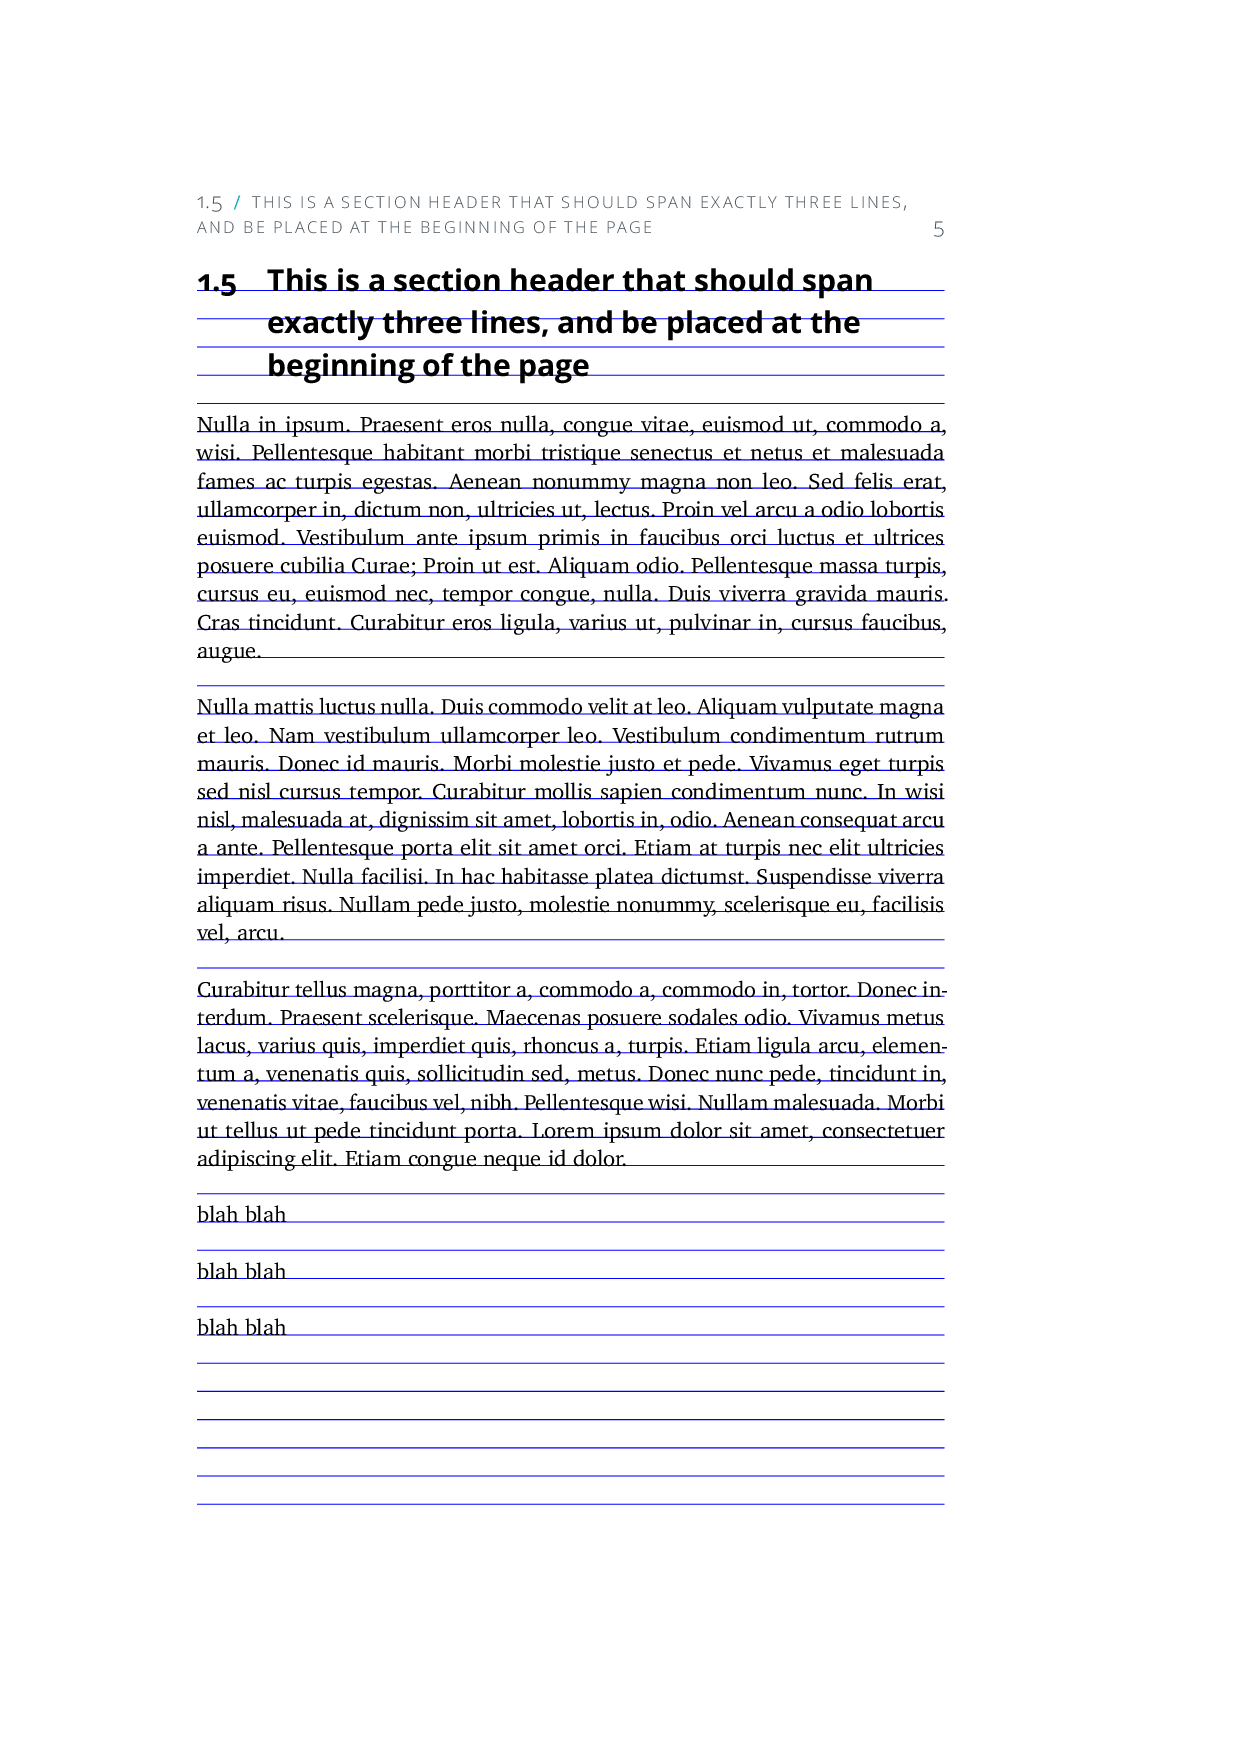 1.5 / THIS IS A SECTION HEADER THAT SHOULD SPAN EXACTLY THREE LINES,
AND BE PLACED AT THE BEGINNING OF THE PAGE 5
1.5 This is a section header that should span
exactly three lines, and be placed at the
beginning of the page
Nulla in ipsum. Praesent eros nulla, congue vitae, euismod ut, commodo a,
wisi. Pellentesque habitant morbi tristique senectus et netus et malesuada
fames ac turpis egestas. Aenean nonummy magna non leo. Sed felis erat,
ullamcorper in, dictum non, ultricies ut, lectus. Proin vel arcu a odio lobortis
euismod. Vestibulum ante ipsum primis in faucibus orci luctus et ultrices
posuere cubilia Curae; Proin ut est. Aliquam odio. Pellentesque massa turpis,
cursus eu, euismod nec, tempor congue, nulla. Duis viverra gravida mauris.
Cras tincidunt. Curabitur eros ligula, varius ut, pulvinar in, cursus faucibus,
augue.
Nulla mattis luctus nulla. Duis commodo velit at leo. Aliquam vulputate magna
et leo. Nam vestibulum ullamcorper leo. Vestibulum condimentum rutrum
mauris. Donec id mauris. Morbi molestie justo et pede. Vivamus eget turpis
sed nisl cursus tempor. Curabitur mollis sapien condimentum nunc. In wisi
nisl, malesuada at, dignissim sit amet, lobortis in, odio. Aenean consequat arcu
a ante. Pellentesque porta elit sit amet orci. Etiam at turpis nec elit ultricies
imperdiet. Nulla facilisi. In hac habitasse platea dictumst. Suspendisse viverra
aliquam risus. Nullam pede justo, molestie nonummy, scelerisque eu, facilisis
vel, arcu.
Curabitur tellus magna, porttitor a, commodo a, commodo in, tortor. Donec in-
terdum. Praesent scelerisque. Maecenas posuere sodales odio. Vivamus metus
lacus, varius quis, imperdiet quis, rhoncus a, turpis. Etiam ligula arcu, elemen-
tum a, venenatis quis, sollicitudin sed, metus. Donec nunc pede, tincidunt in,
venenatis vitae, faucibus vel, nibh. Pellentesque wisi. Nullam malesuada. Morbi
ut tellus ut pede tincidunt porta. Lorem ipsum dolor sit amet, consectetuer
adipiscing elit. Etiam congue neque id dolor.
blah blah
blah blah
blah blah